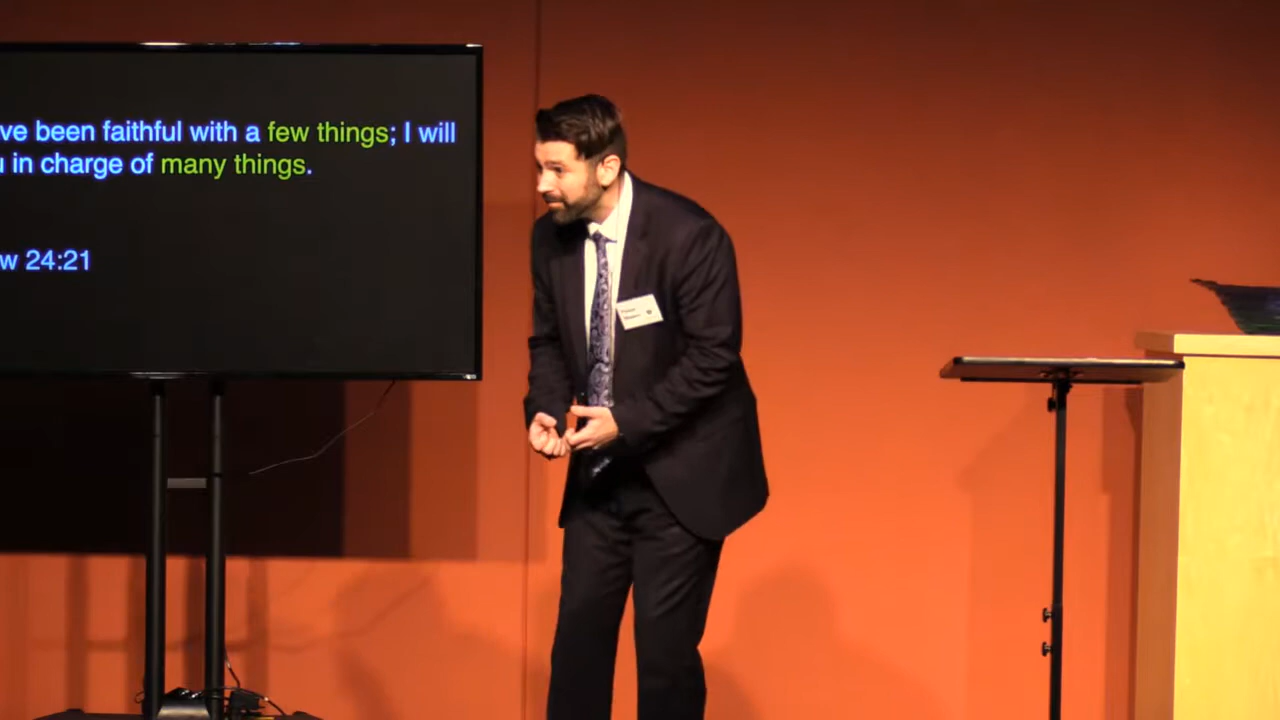 ve been faithful with a few things; I will
in charge of many things.
w 24:21